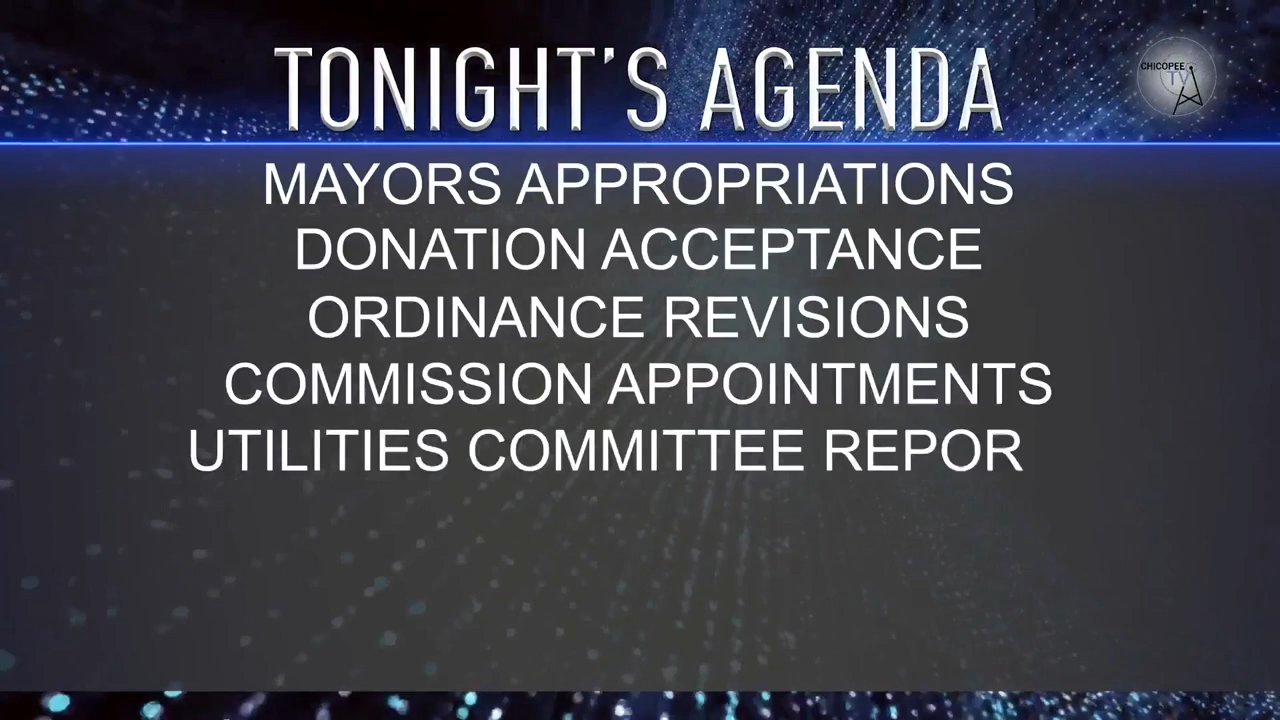 TONIGHT'S AGENDA
CHICOPEE
TV
MAYORS APPROPRIATIONS
DONATION ACCEPTANCE
ORDINANCE REVISIONS
COMMISSION APPOINTMENTS
UTILITIES COMMITTEE REPOR